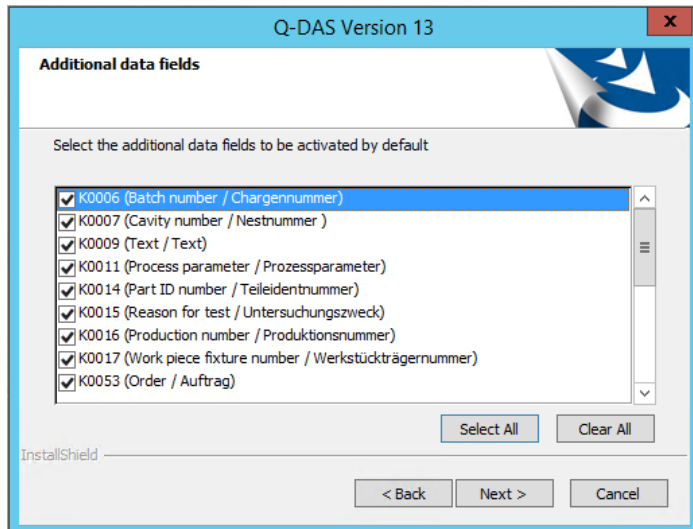 Q-DAS Version 13
x
Additional data fields
Select the additional data fields to be activated by default
K0006 (Batch number / Chargennummer)
K0007 (Cavity number / Nestnummer )
K0009 (Text / Text)
K0011 (Process parameter / Prozessparameter)
K0014 (Part ID number / Teileidentnummer)
K0015 (Reason for test / Untersuchungszweck)
K0016 (Production number / Produktionsnummer)
K0017 (Work piece fixture number / Werkstückträgernummer)
K0053 (Order / Auftrag)
Select All Clear All
InstallShield
< Back Next > Cancel